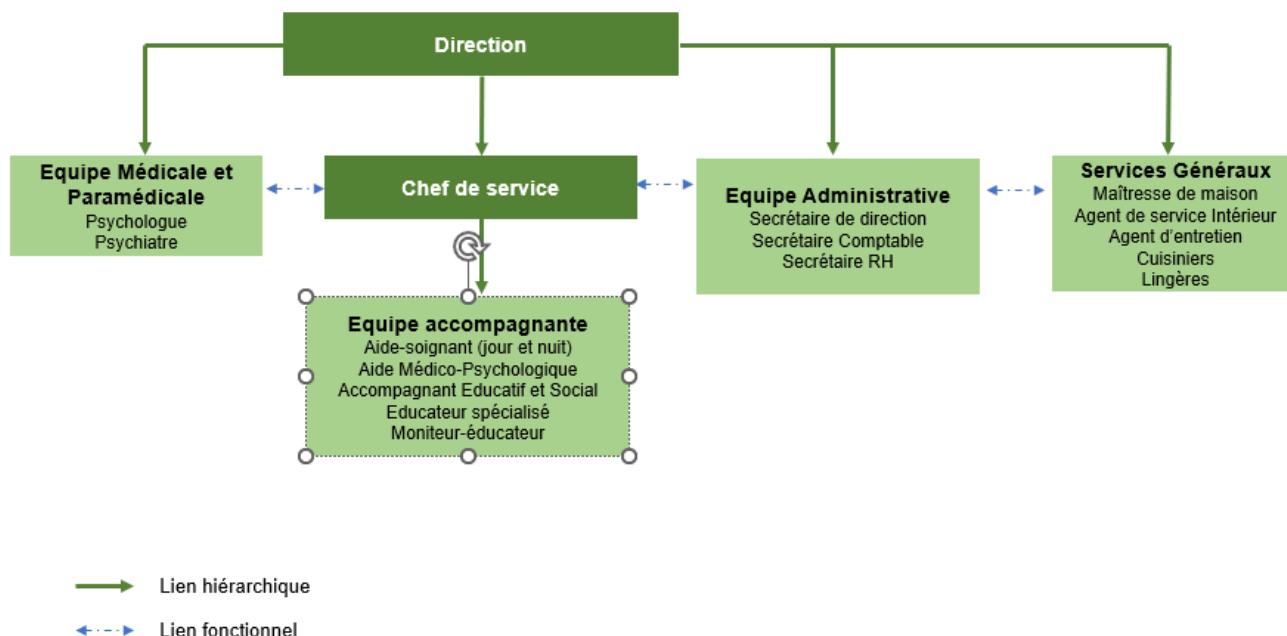 Direction
Equipe Médicale et
Paramédicale
Psychologue
Psychiatre
Chef de service
Equipe Administrative
Secrétaire de direction
Secrétaire Comptable
Secrétaire RH
Services Généraux
Maîtresse de maison
Agent de service Intérieur
Agent d'entretien
Cuisiniers
Lingères
Equipe accompagnante
Aide-soignant (jour et nuit)
Aide Médico-Psychologique
Accompagnant Educatif et Social
Educateur spécialisé
Moniteur-éducateur
Lien hiérarchique
Lien fonctionnel